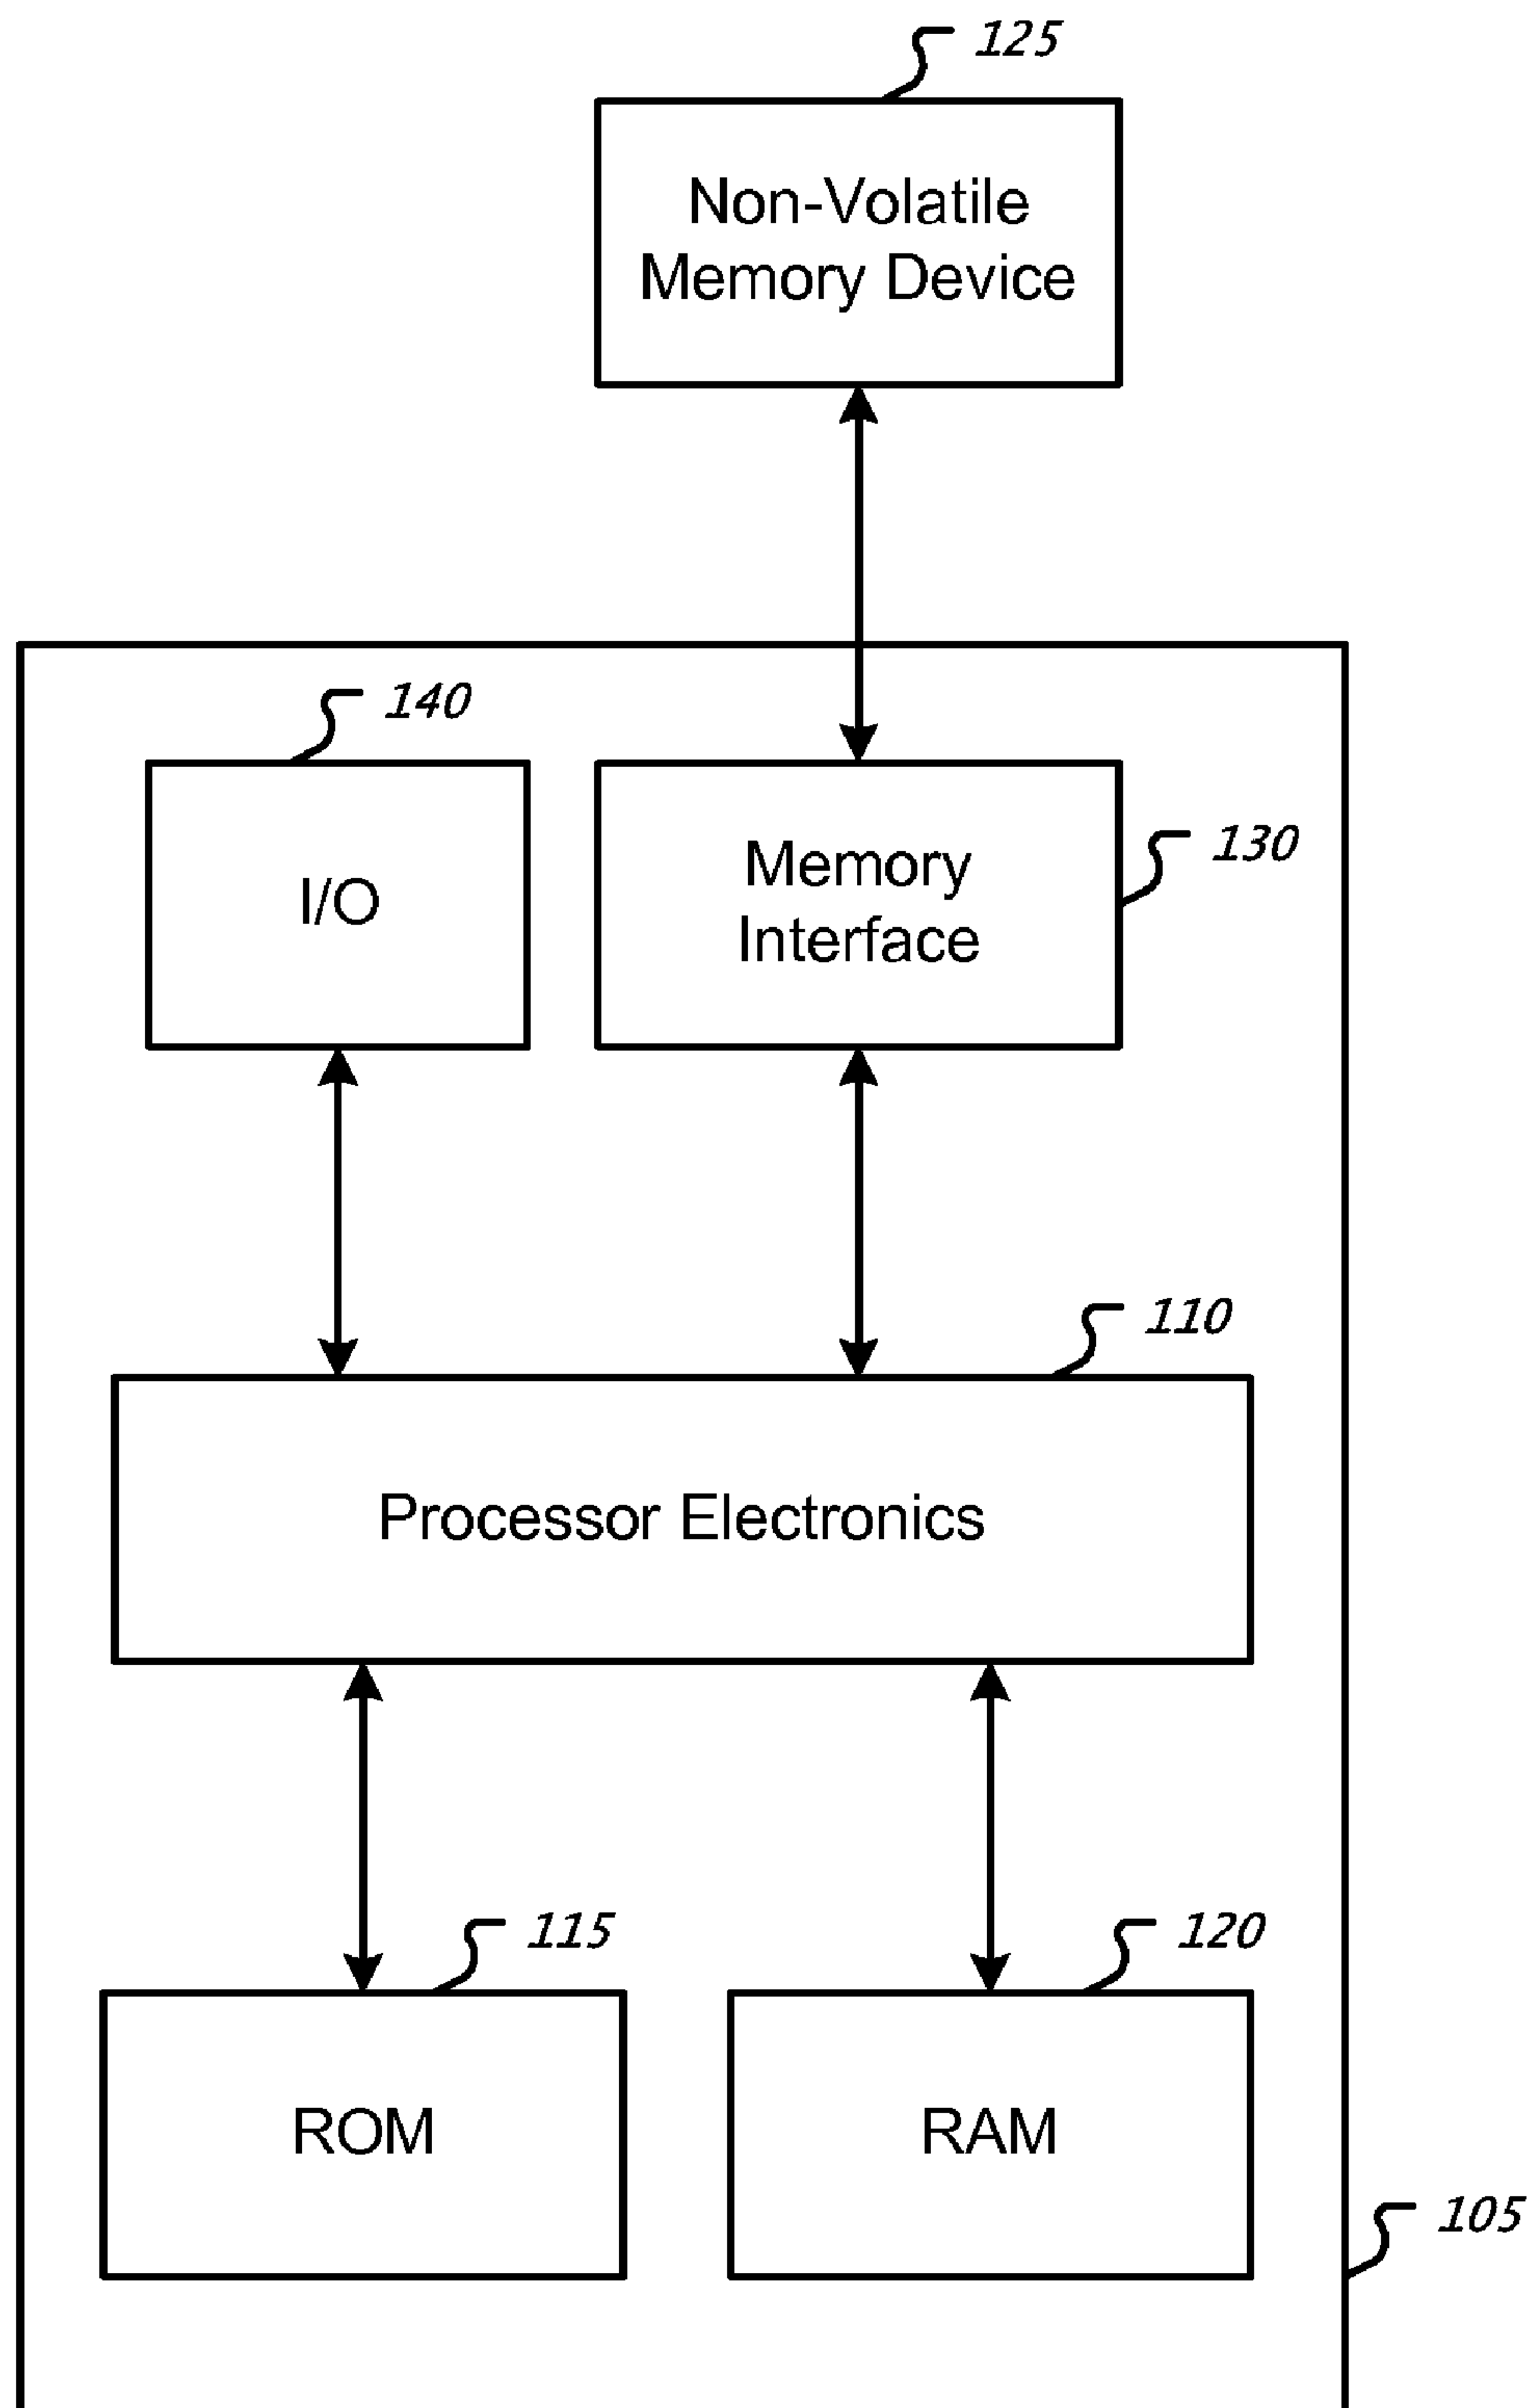 125
Non-Volatile
Memory Device
140
I/O
130
Memory
Interface
110
Processor Electronics
115
ROM
120
RAM
105